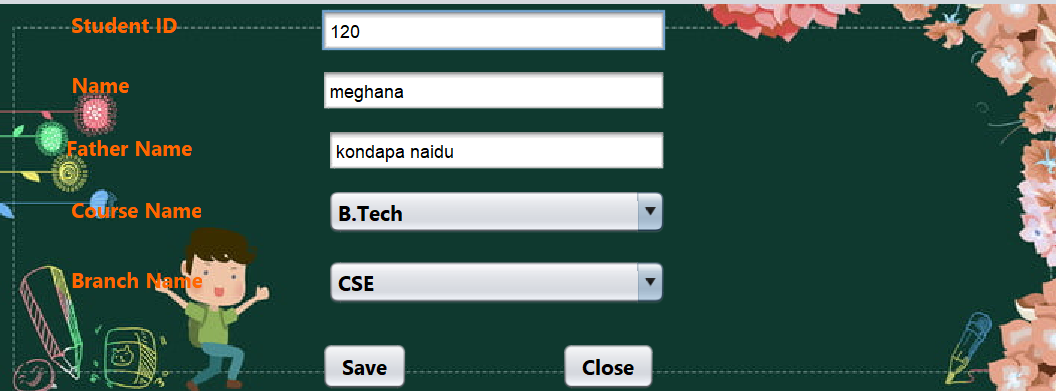 Student ID 120
Name meghana
Father Name kondapa naidu
Course Name B.Tech
Branch Name CSE
Save Close